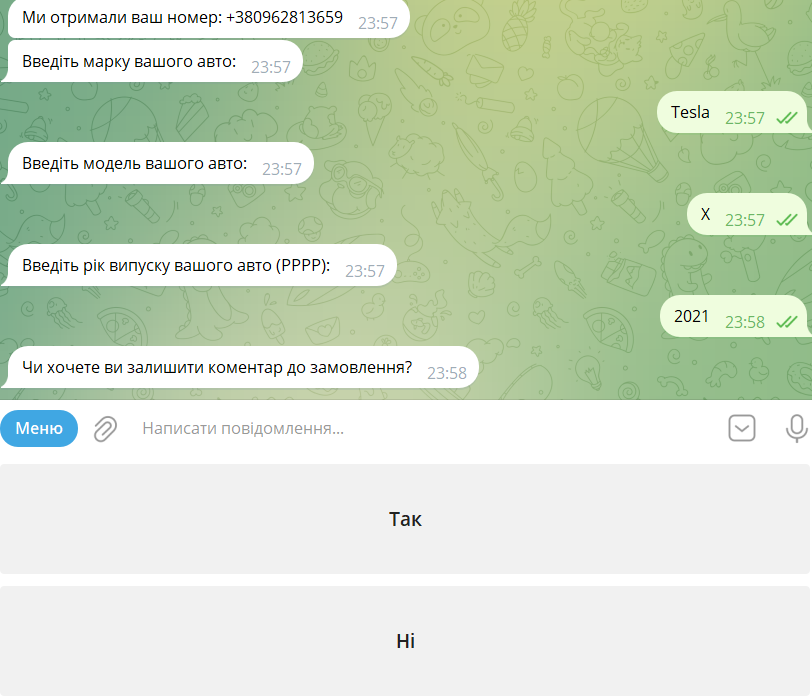 Ми отримали ваш номер: +380962813659 23:57
Введіть марку вашого авто: 23:57
Tesla 23:57
Введіть модель вашого авто: 23:57
X 23:57
Введіть рік випуску вашого авто (РРРР): 23:57
2021 23:58
Чи хочете ви залишити коментар до замовлення? 23:58
Меню Написати повідомлення...
Так
Ні